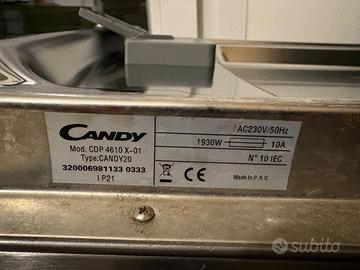 CANDY
Mod. CDP 4610 X-01
Type:CANDY20
320006981133 0333
IP21
AC230V/50Hz
1930W 10A
N° 10 IEC
Made in P.R.C
subito